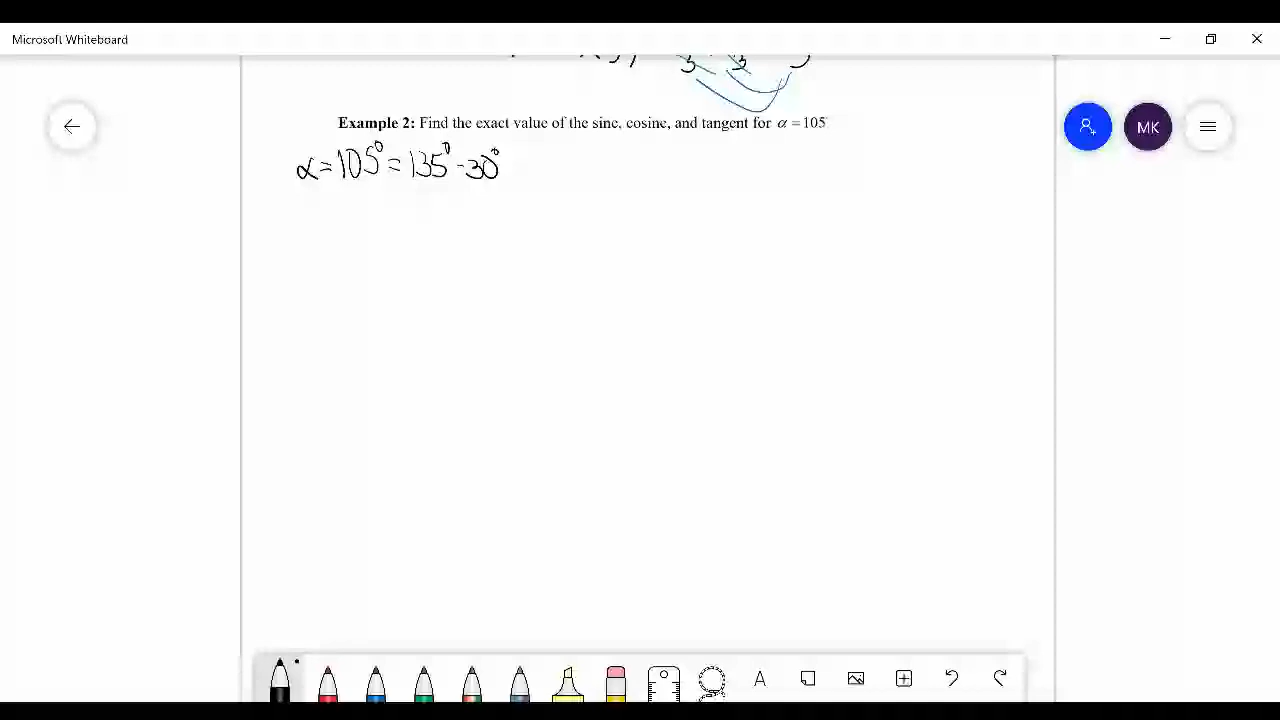 Microsoft Whiteboard
Example 2: Find the exact value of the sine, cosine, and tangent for α = 105°
MK
α = 105° = 135° - 30°
A